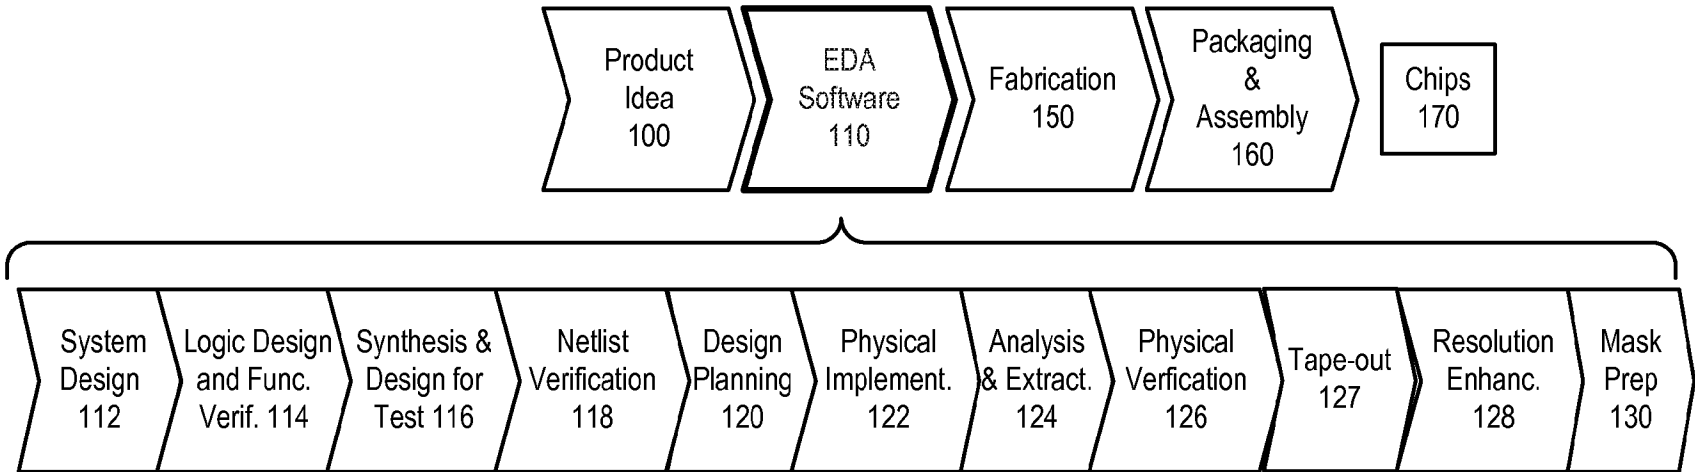 Product
Idea
100
EDA
Software
110
Fabrication
150
Packaging
&
Assembly
160
Chips
170
System
Design
112
Logic Design
and Func.
Verif. 114
Synthesis &
Design for
Test 116
Netlist
Verification
118
Design
Planning
120
Physical
Implement.
122
Analysis
& Extract.
124
Physical
Verfication
126
Tape-out
127
Resolution
Enhanc.
128
Mask
Prep
130